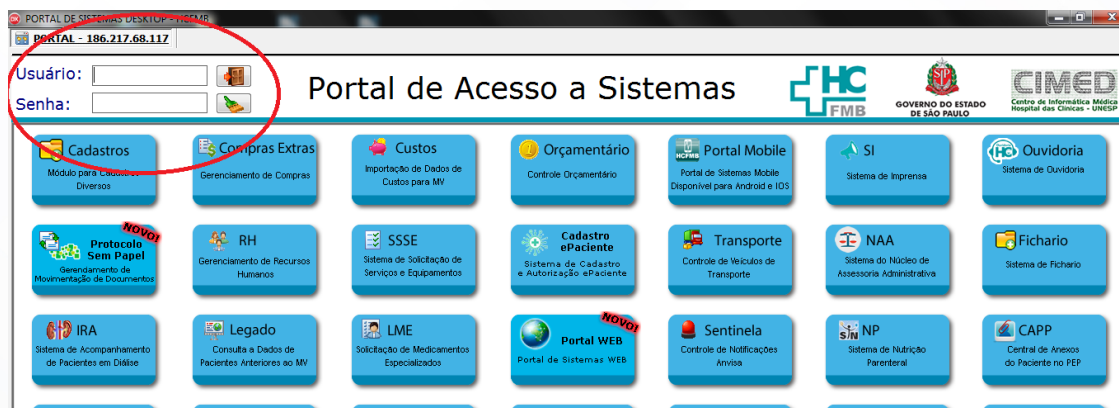 PORTAL DE SISTEMAS DESKTOP - HCFMB
PORTAL - 186.217.68.117
Usuário:
Senha:
Portal de Acesso a Sistemas
HC
FMB
SP
GOVERNO DO ESTADO
DE SÃO PAULO
CIMED
Centro de Informática Médica
Hospital das Clínicas - UNESP
Cadastros
Módulo para Cadastros
Diversos
Compras Extras
Gerenciamento de Compras
Custos
Importação de Dados de
Custos para MV
Orçamentário
Controle Orçamentário
HCFMB
Portal Mobile
Portal de Sistemas Mobile
Disponível para Android e IOS
SI
Sistema de Imprensa
HC
Ouvidoria
Sistema de Ouvidoria
NOVO!
Protocolo
Sem Papel
Gerendamento de
Movimentação de Documentos
RH
Gerenciamento de Recursos
Humanos
SSSE
Sistema de Solicitação de
Serviços e Equipamentos
Cadastro
ePaciente
Sistema de Cadastro
e Autorização ePaciente
Transporte
Controle de Veículos de
Transporte
NAA
Sistema do Núcleo de
Assessoria Administrativa
Fichario
Sistema de Fichario
IRA
Sistema de Acompanhamento
de Pacientes em Diálise
Legado
Consulta a Dados de
Pacientes Anteriores ao MV
LME
Solicitação de Medicamentos
Especializados
NOVO!
Portal WEB
Portal de Sistemas WEB
Sentinela
Controle de Notificações
Anvisa
NP
Sistema de Nutrição
Parenteral
CAPP
Central de Anexos
do Paciente no PEP